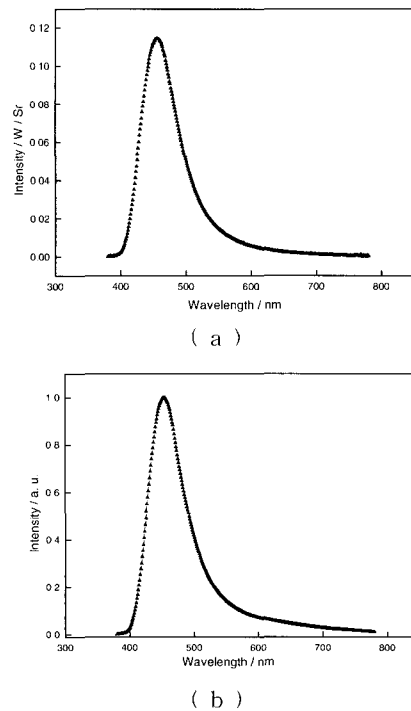 0 12
0.10
0.08
0.06
0.04
0 02
0.00
Intensity / W / Sr
300 400 500 600 700 800
Wavelength / nm
( a )
1.0
0 8
0.6
0.4
0.2
0 0
Intensity / a. u.
300 400 500 600 700 800
Wavelength / nm
( b )